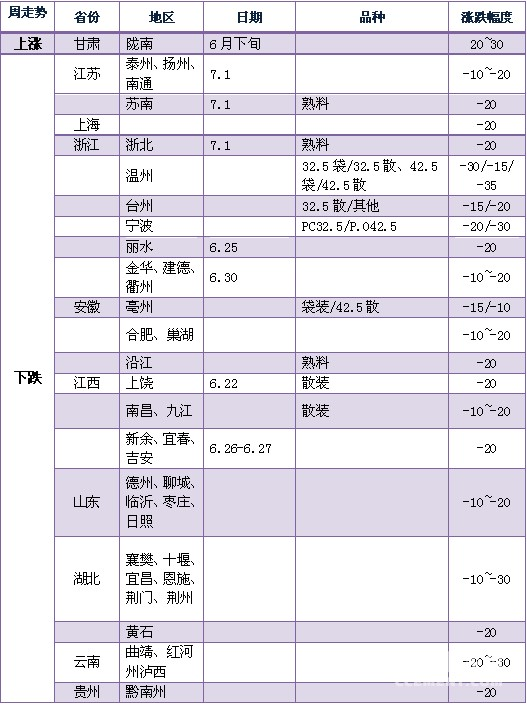 周走势 省份 地区 日期 品种 涨跌幅度
上涨 甘肃 陇南 6月下旬 20~30
下跌
江苏 泰州、扬州、 7.1 -10~-20
南通
苏南 7.1 熟料 -20
上海 -20
浙江 浙北 7.1 熟料 -20
温州 32.5袋/32.5散、42.5 -30/-15/
袋/42.5散 -35
台州 32.5散/其他 -15/-20
宁波 PC32.5/P.O42.5 -20/-30
丽水 6.25 -20
金华、建德、 6.30 -10~-20
衢州
安徽 亳州 袋装/42.5散 -15/-10
合肥、巢湖 -10~-20
沿江 熟料 -20
江西 上饶 6.22 散装 -20
南昌、九江 散装 -10~-20
新余、宜春、 6.26-6.27 -20
吉安
山东 德州、聊城、 -10~-20
临沂、枣庄、
日照
湖北 襄樊、十堰、 -10~-30
宜昌、恩施、
荆门、荆州
黄石 -20
云南 曲靖、红河 -20~-30
州泸西
贵州 黔南州 -20